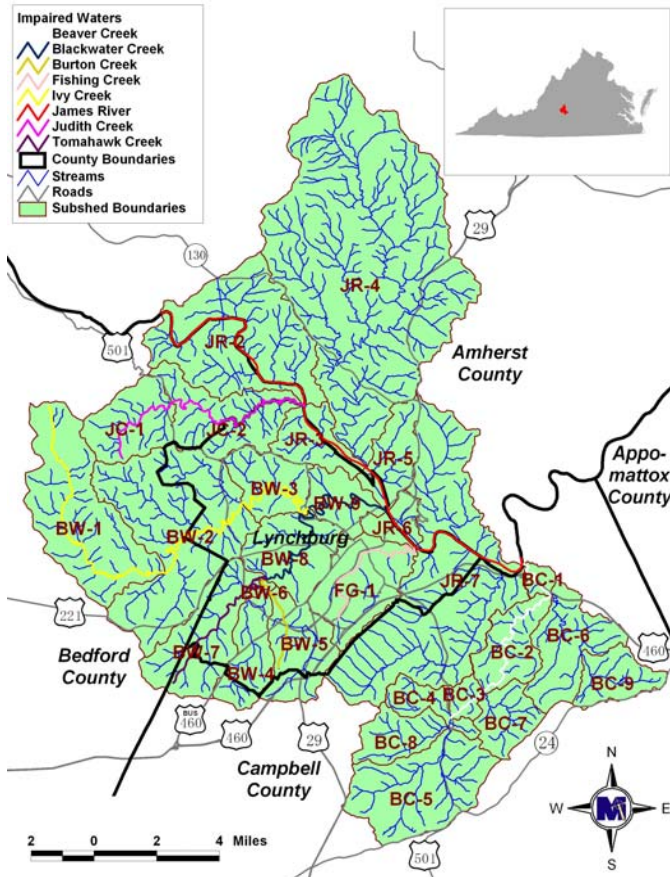 Impaired Waters
Beaver Creek
Blackwater Creek
Burton Creek
Fishing Creek
Ivy Creek
James River
Judith Creek
Tomahawk Creek
County Boundaries
Streams
Roads
Subshed Boundaries
29
130
JR-4
501
JR-2
Amherst
County
JC-1
JC-2
JR-3
JR-5
Appo-
mattox
County
BW-3
BW-9
BW-1
BW-2
JR-6
Lynchburg
BW-8
BC-1
JR-7
BW-6
FG-1
221
BC-2
BC-6
BW-5
460
Bedford
County
BW-7
BW-4
BC-4
BC-3
BC-9
BC-7
BUS
460
460
29
BC-8
24
Campbell
County
BC-5
N
W
M
E
S
2 0 2 4 Miles
501